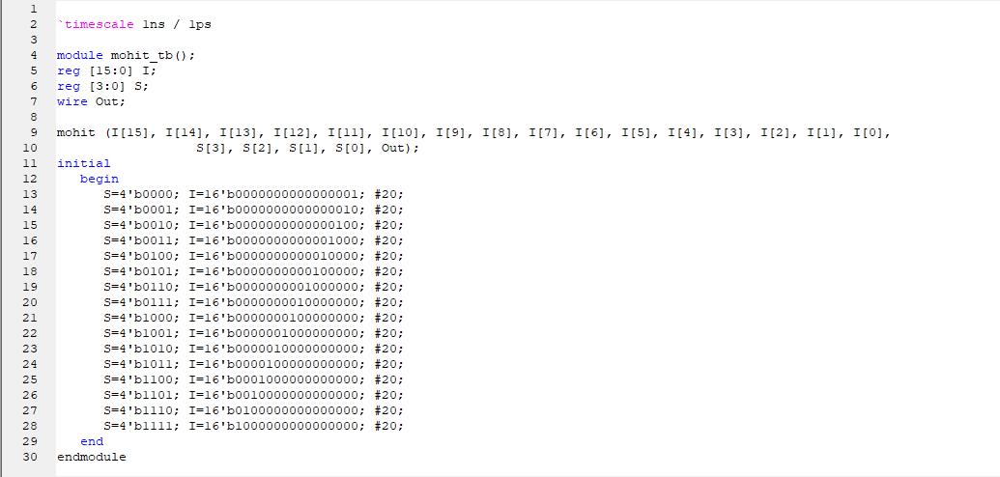 1
2 `timescale 1ns / 1ps
3
4 module mohit_tb();
5 reg [15:0] I;
6 reg [3:0] S;
7 wire Out;
8
9 mohit (I[15], I[14], I[13], I[12], I[11], I[10], I[9], I[8], I[7], I[6], I[5], I[4], I[3], I[2], I[1], I[0],
10 S[3], S[2], S[1], S[0], Out);
11 initial
12 begin
13 S=4'b0000; I=16'b0000000000000001; #20;
14 S=4'b0001; I=16'b0000000000000010; #20;
15 S=4'b0010; I=16'b0000000000000100; #20;
16 S=4'b0011; I=16'b0000000000001000; #20;
17 S=4'b0100; I=16'b0000000000010000; #20;
18 S=4'b0101; I=16'b0000000000100000; #20;
19 S=4'b0110; I=16'b0000000001000000; #20;
20 S=4'b0111; I=16'b0000000010000000; #20;
21 S=4'b1000; I=16'b0000000100000000; #20;
22 S=4'b1001; I=16'b0000001000000000; #20;
23 S=4'b1010; I=16'b0000010000000000; #20;
24 S=4'b1011; I=16'b0000100000000000; #20;
25 S=4'b1100; I=16'b0001000000000000; #20;
26 S=4'b1101; I=16'b0010000000000000; #20;
27 S=4'b1110; I=16'b0100000000000000; #20;
28 S=4'b1111; I=16'b1000000000000000; #20;
29 end
30 endmodule